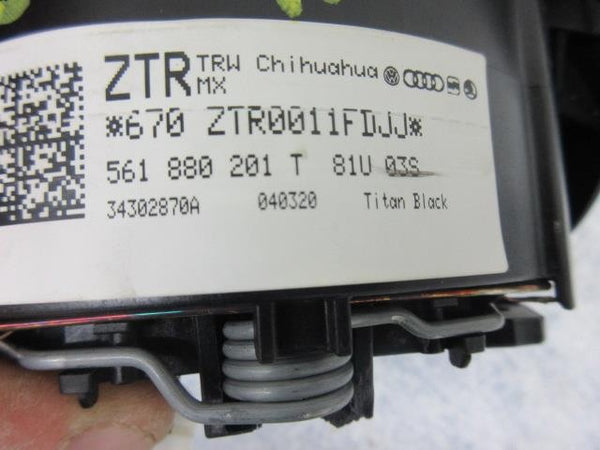 ZTR TRW Chihuahua
MX
*670 ZTR0011FDJJ*
561 880 201 T 81U 03S
34302870A 040320 Titan Black